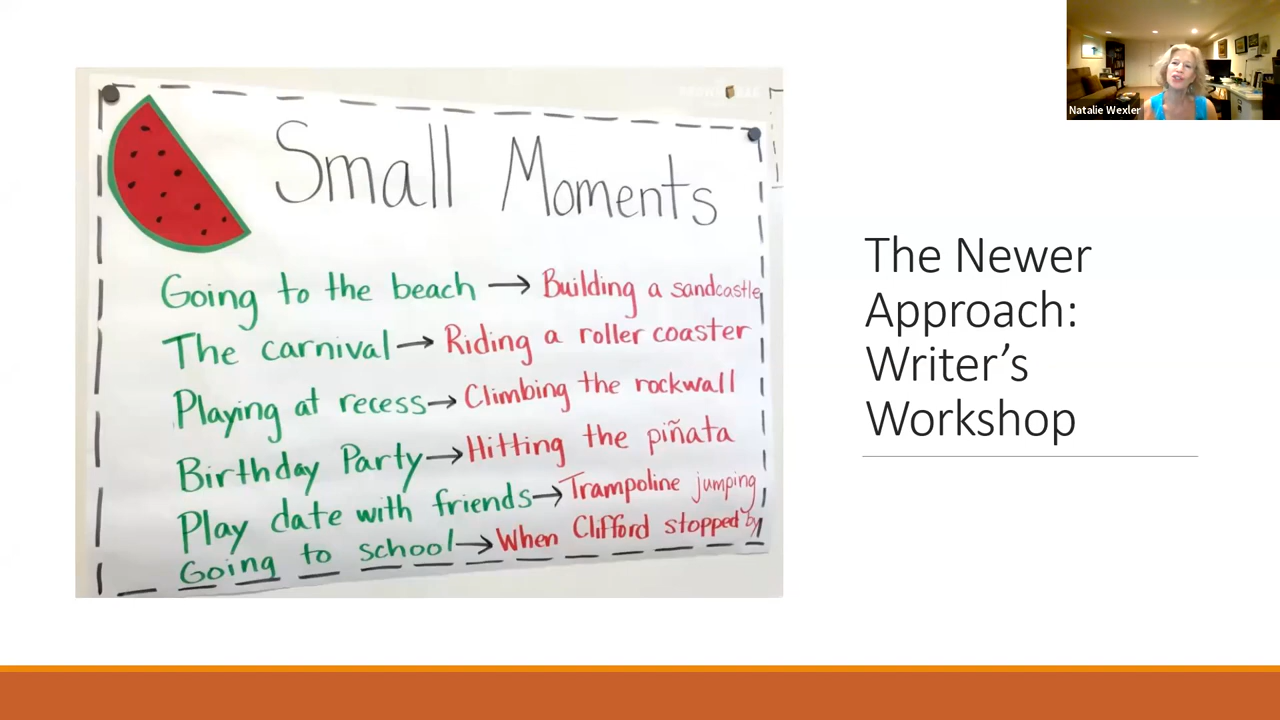 Natalie Wexler
Small Moments
Going to the beach → Building a sandcastle
The carnival → Riding a roller coaster
Playing at recess → Climbing the rockwall
Birthday Party → Hitting the piñata
Play date with friends → Trampoline jumping
Going to school → When Clifford stopped by
The Newer
Approach:
Writer’s
Workshop